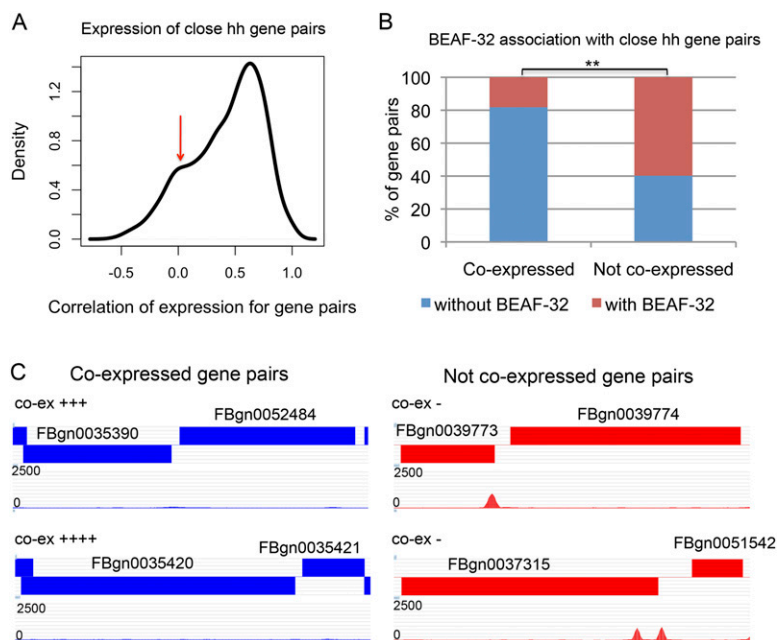 A
Expression of close hh gene pairs
Density
0.0 0.4 0.8 1.2
-0.5 0.0 0.5 1.0
Correlation of expression for gene pairs
B
BEAF-32 association with close hh gene pairs
**
% of gene pairs
100
80
60
40
20
0
Co-expressed Not co-expressed
without BEAF-32 with BEAF-32
C
Co-expressed gene pairs
co-ex +++
FBgn0052484
FBgn0035390
2500
0
co-ex ++++
FBgn0035421
FBgn0035420
2500
0
Not co-expressed gene pairs
co-ex -
FBgn0039774
FBgn0039773
2500
0
co-ex -
FBgn0051542
FBgn0037315
2500
0